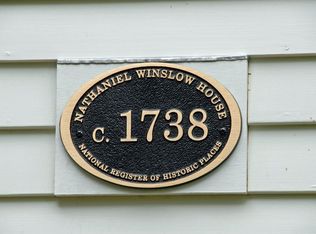 NATHANIEL WINSLOW HOUSE
c. 1738
NATIONAL REGISTER OF HISTORIC PLACES